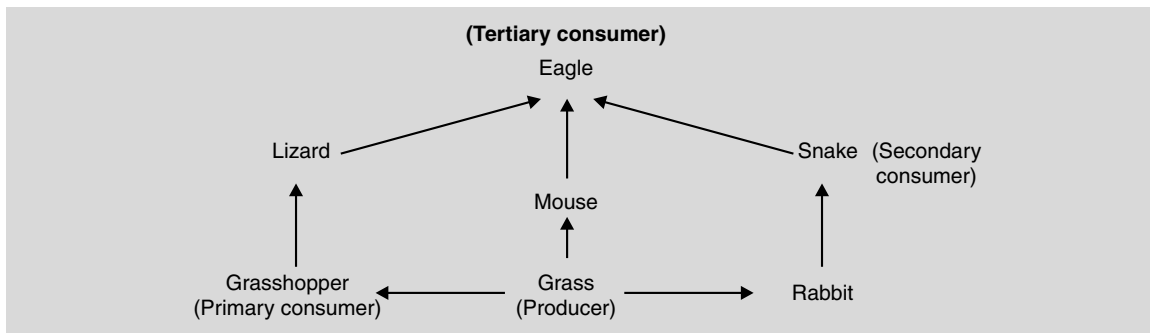 (Tertiary consumer)
Eagle
Lizard
Snake (Secondary
consumer)
Mouse
Grasshopper
(Primary consumer)
Grass
(Producer)
Rabbit